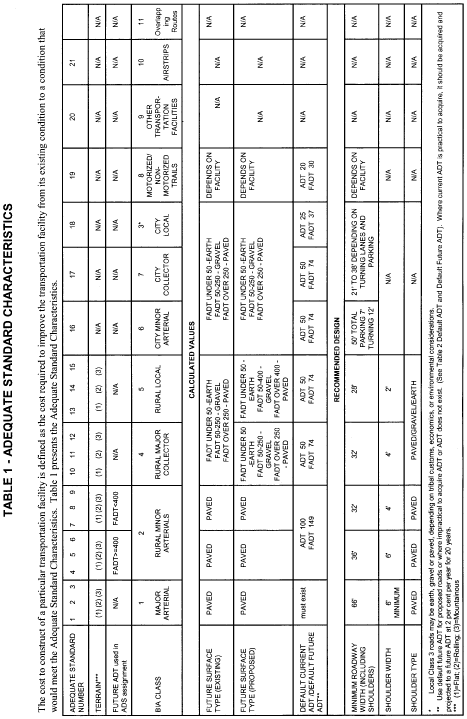 TABLE 1 - ADEQUATE STANDARD CHARACTERISTICS
The cost to construct of a particular transportation facility is defined as the cost required to improve the transportation facility from its existing condition to a condition that
would meet the Adequate Standard Characteristics. Table 1 presents the Adequate Standard Characteristics.
ADEQUATE STANDARD NUMBER 1 2 3 4 5 6 7 8 9 10 11 12 13 14 15 16 17 18 19 20 21
TERRAIN*** (1) (2) (3) (1) (2) (3) (1) (2) (3) (1) (2) (3) (1) (2) (3) N/A N/A N/A N/A N/A N/A N/A
FUTURE ADT used in ADS assignment N/A FADT>=400 FADT<400 N/A N/A N/A N/A N/A N/A N/A N/A N/A
BIA CLASS 1 MAJOR ARTERIAL 2 RURAL MINOR ARTERIALS 4 RURAL MAJOR COLLECTOR 5 RURAL LOCAL 6 CITY MINOR ARTERIAL 7 CITY COLLECTOR 3* CITY LOCAL 8 MOTORIZED/ NON-MOTORIZED TRAILS 9 OTHER TRANSPOR-TATION FACILITIES 10 AIRSTRIPS 11 Overlapp ing Routes
CALCULATED VALUES
FUTURE SURFACE TYPE (EXISTING) PAVED PAVED PAVED FADT UNDER 50 -EARTH FADT 50-250 - GRAVEL FADT OVER 250 - PAVED FADT UNDER 50 -EARTH FADT 50-250 -GRAVEL FADT OVER 250 - PAVED DEPENDS ON FACILITY N/A N/A N/A
FUTURE SURFACE TYPE (PROPOSED) PAVED PAVED PAVED FADT UNDER 50 -EARTH FADT 50-250 - GRAVEL FADT OVER 250 - PAVED FADT UNDER 50 - EARTH FADT 50-400 - GRAVEL FADT OVER 400 - PAVED FADT UNDER 50 -EARTH FADT 50-250 -GRAVEL FADT OVER 250 - PAVED DEPENDS ON FACILITY N/A N/A N/A
DEFAULT CURRENT ADT /DEFAULT FUTURE ADT** must exist ADT 100 FADT 149 ADT 50 FADT 74 ADT 50 FADT 74 ADT 50 FADT 74 ADT 50 FADT 74 ADT 25 FADT 37 ADT 20 FADT 30 N/A N/A N/A
RECOMMENDED DESIGN
MINIMUM ROADWAY WIDTH (INCLUDING SHOULDERS) 66' 36' 32' 32' 28' 50' TOTAL PARKING 7' TURNING 12' 21' TO 36' DEPENDING ON TURNING LANES AND PARKING DEPENDS ON FACILITY N/A N/A N/A
SHOULDER WIDTH 6' MINIMUM 6' 4' 4' 2' N/A N/A N/A N/A N/A
SHOULDER TYPE PAVED PAVED PAVED PAVED/GRAVEL/EARTH N/A N/A N/A N/A N/A
* Local Class 3 roads may be earth, gravel or paved, depending on tribal customs, economics, or environmental considerations.
** Use default future ADT for proposed roads or where impractical to acquire ADT or ADT does not exist. (See Table 2 Default ADT and Default Future ADT). Where current ADT is practical to acquire, it should be acquired and
projected to future ADT at 2 per cent per year for 20 years.
*** (1)=Flat; (2)=Rolling; (3)=Mountainous